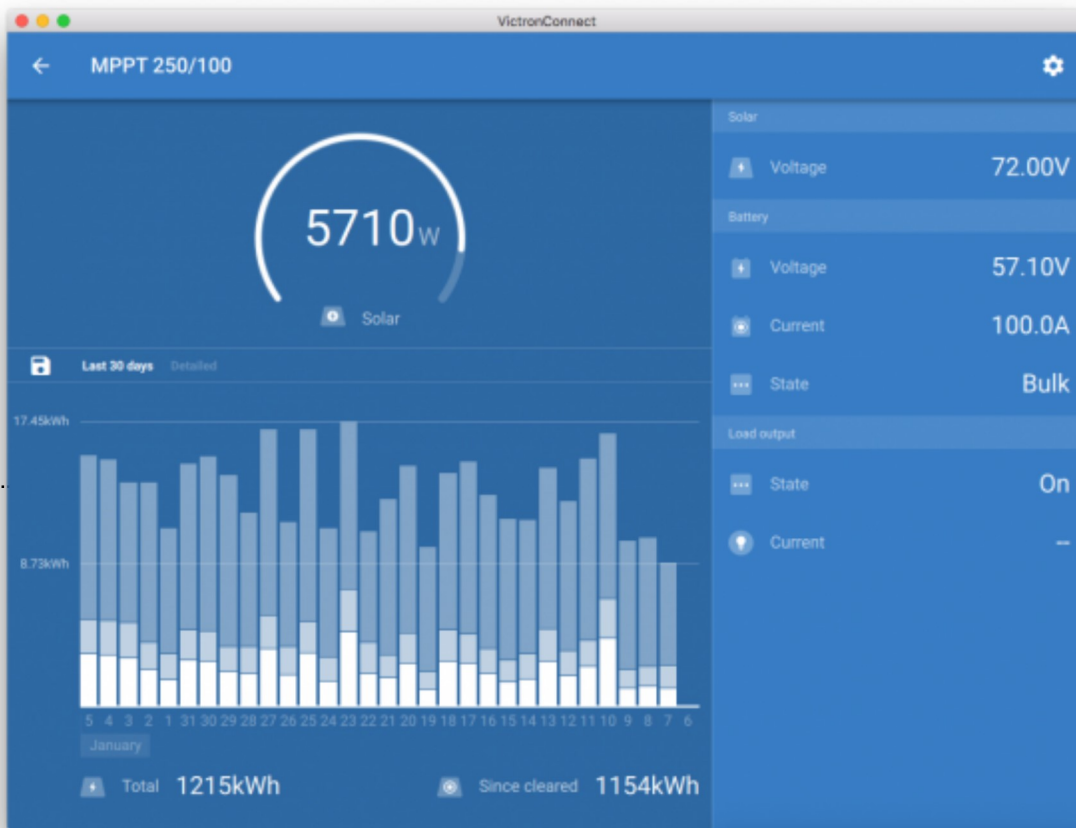 VictronConnect
MPPT 250/100
5710W
Solar
Last 30 days Detailed
17.45kWh
8.73kWh
5 4 3 2 1 31 30 29 28 27 26 25 24 23 22 21 20 19 18 17 16 15 14 13 12 11 10 9 8 7 6
January
Total 1215kWh Since cleared 1154kWh
Solar
Voltage 72.00V
Battery
Voltage 57.10V
Current 100.0A
State Bulk
Load output
State On
Current --